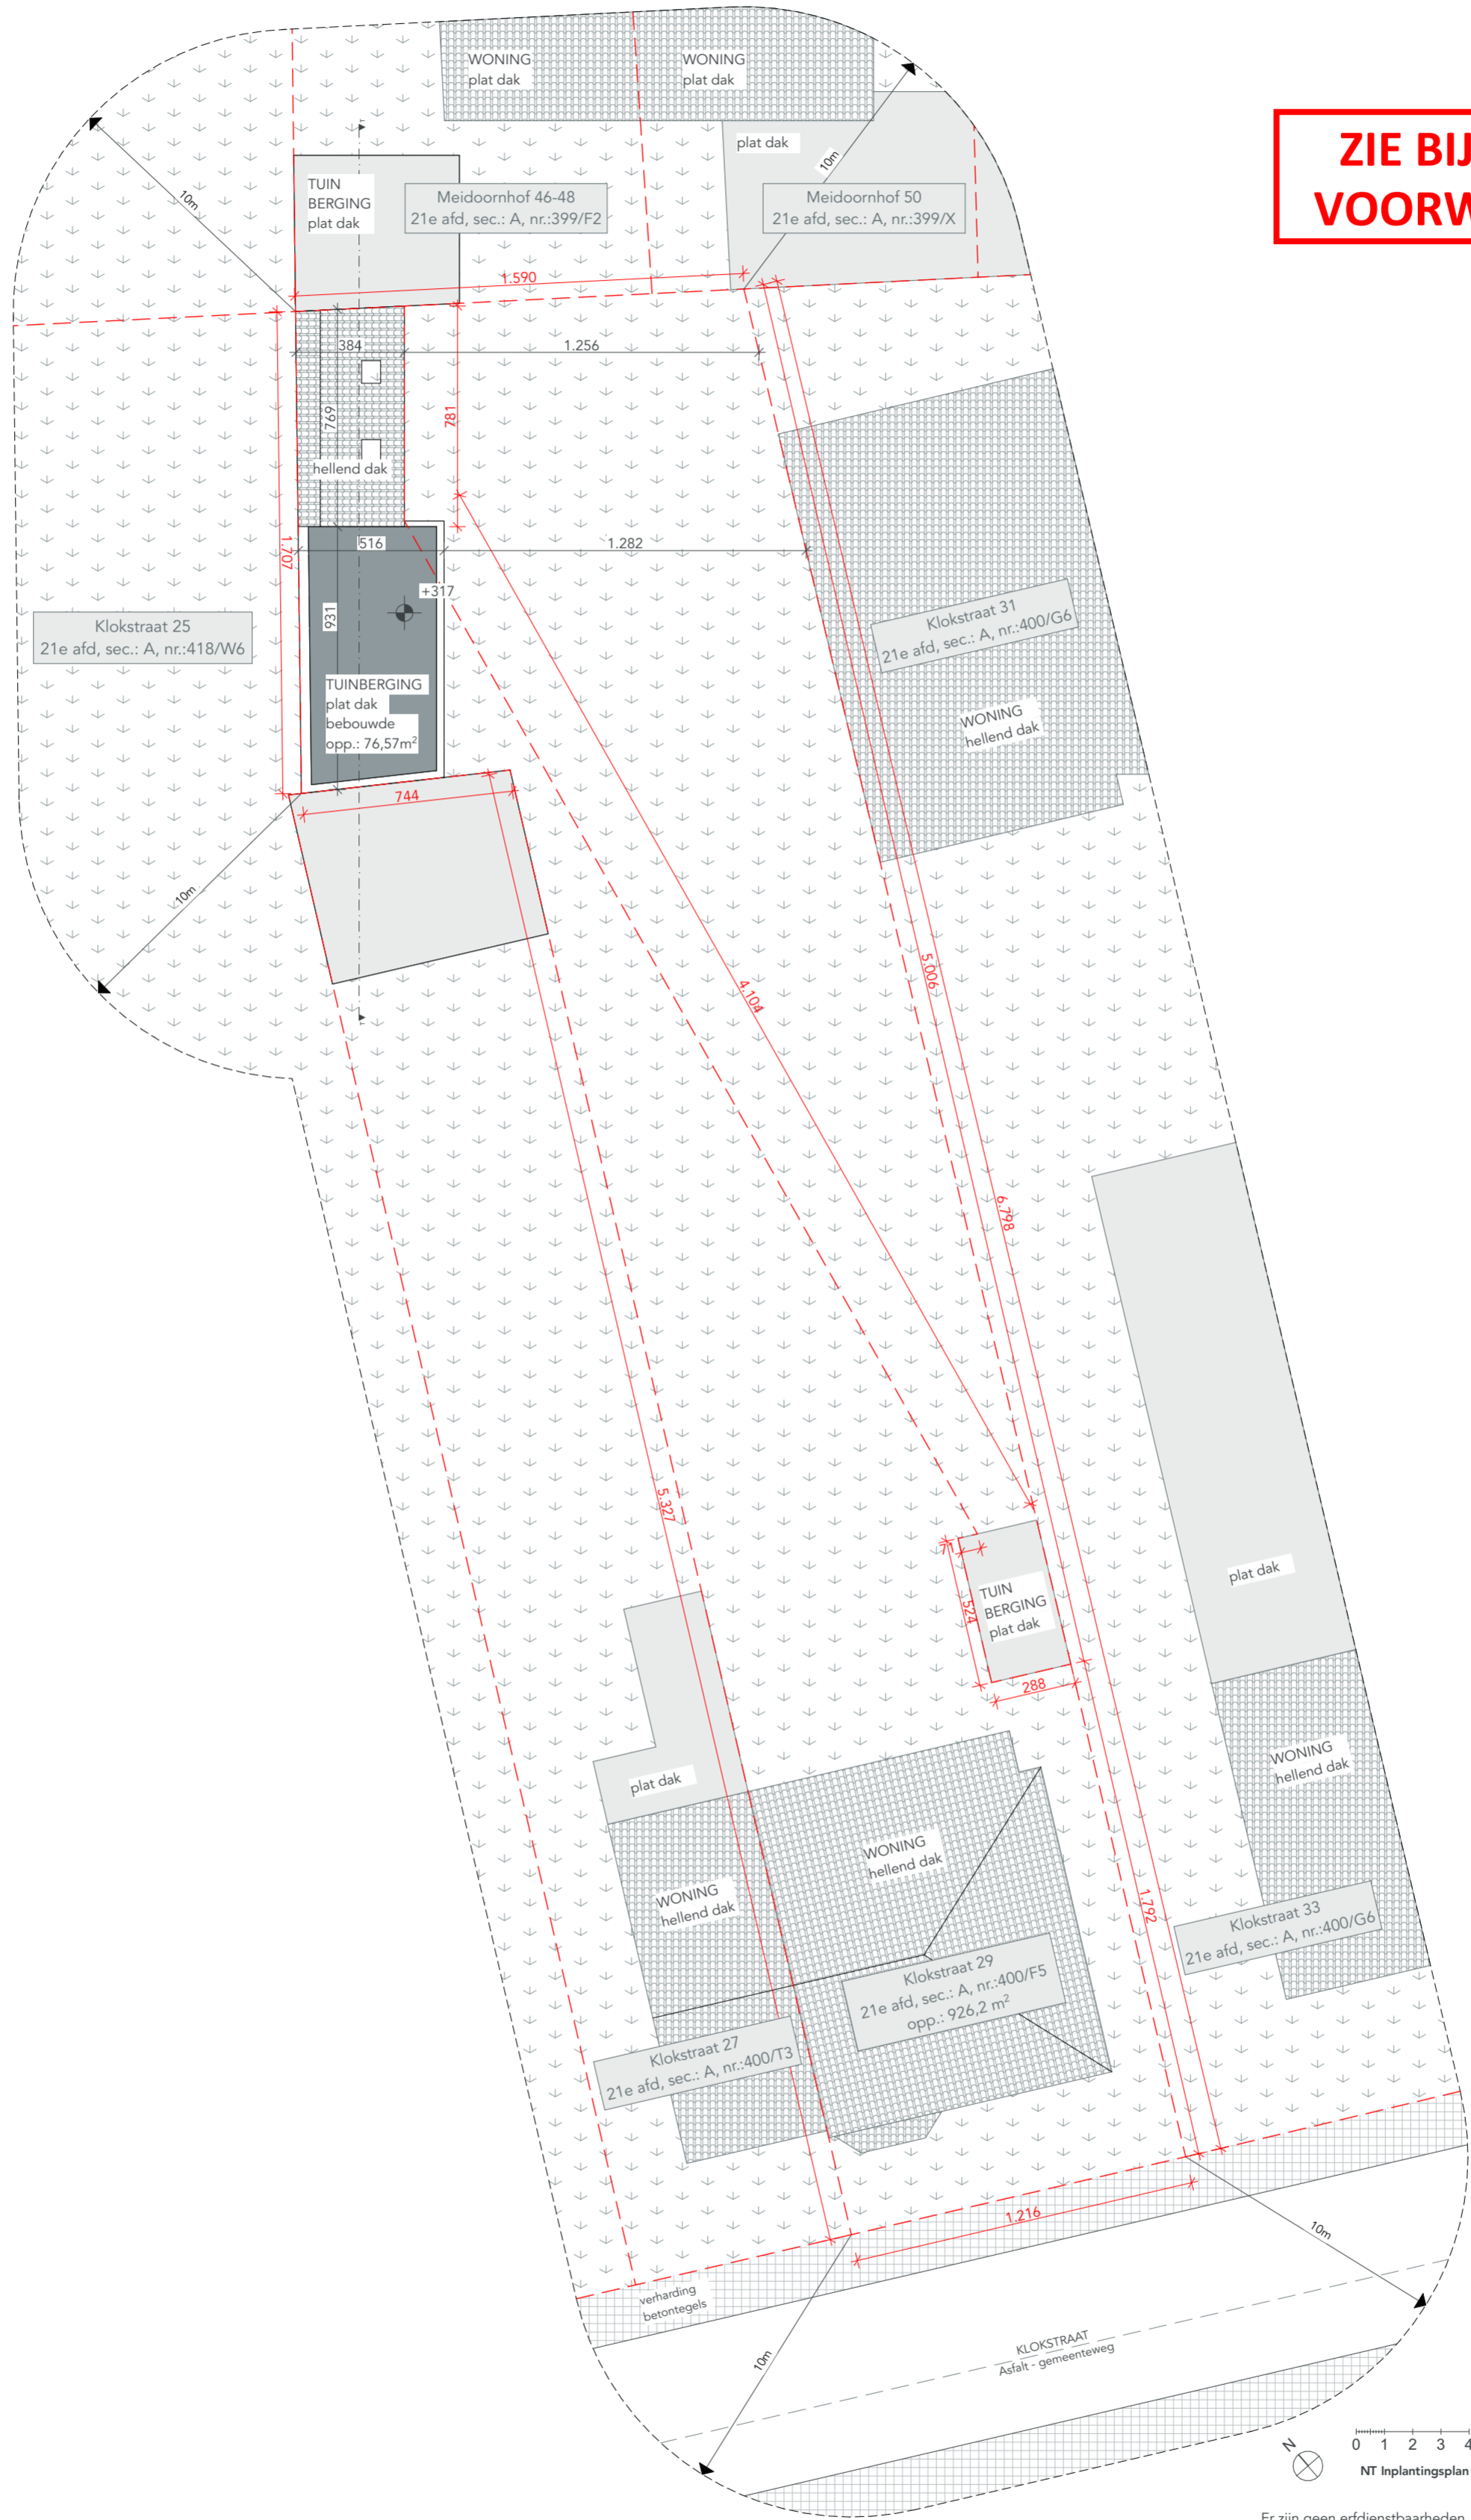 WONING
plat dak
WONING
plat dak
ZIE BIJ
VOORW
plat dak
10m
10m
TUIN
BERGING
plat dak
Meidoornhof 46-48
21e afd, sec.: A, nr.:399/F2
Meidoornhof 50
21e afd, sec.: A, nr.:399/X
1.590
384
1.256
769
781
hellend dak
1.707
516
1.282
+317
931
Klokstraat 25
21e afd, sec.: A, nr.:418/W6
Klokstraat 31
21e afd, sec.: A, nr.:400/G6
TUINBERGING
plat dak
bebouwde
opp.: 76,57m²
WONING
hellend dak
744
10m
5.006
4.104
6.798
5.327
71
TUIN
BERGING
plat dak
524
288
plat dak
plat dak
WONING
hellend dak
WONING
hellend dak
WONING
hellend dak
1.792
Klokstraat 33
21e afd, sec.: A, nr.:400/G6
Klokstraat 29
21e afd, sec.: A, nr.:400/F5
opp.: 926,2 m²
Klokstraat 27
21e afd, sec.: A, nr.:400/T3
1.216
10m
verharding
betontegels
KLOKSTRAAT
Asfalt - gemeenteweg
10m
N
0 1 2 3 4
NT Inplantingsplan
Er zijn geen erfdienstbaarheden